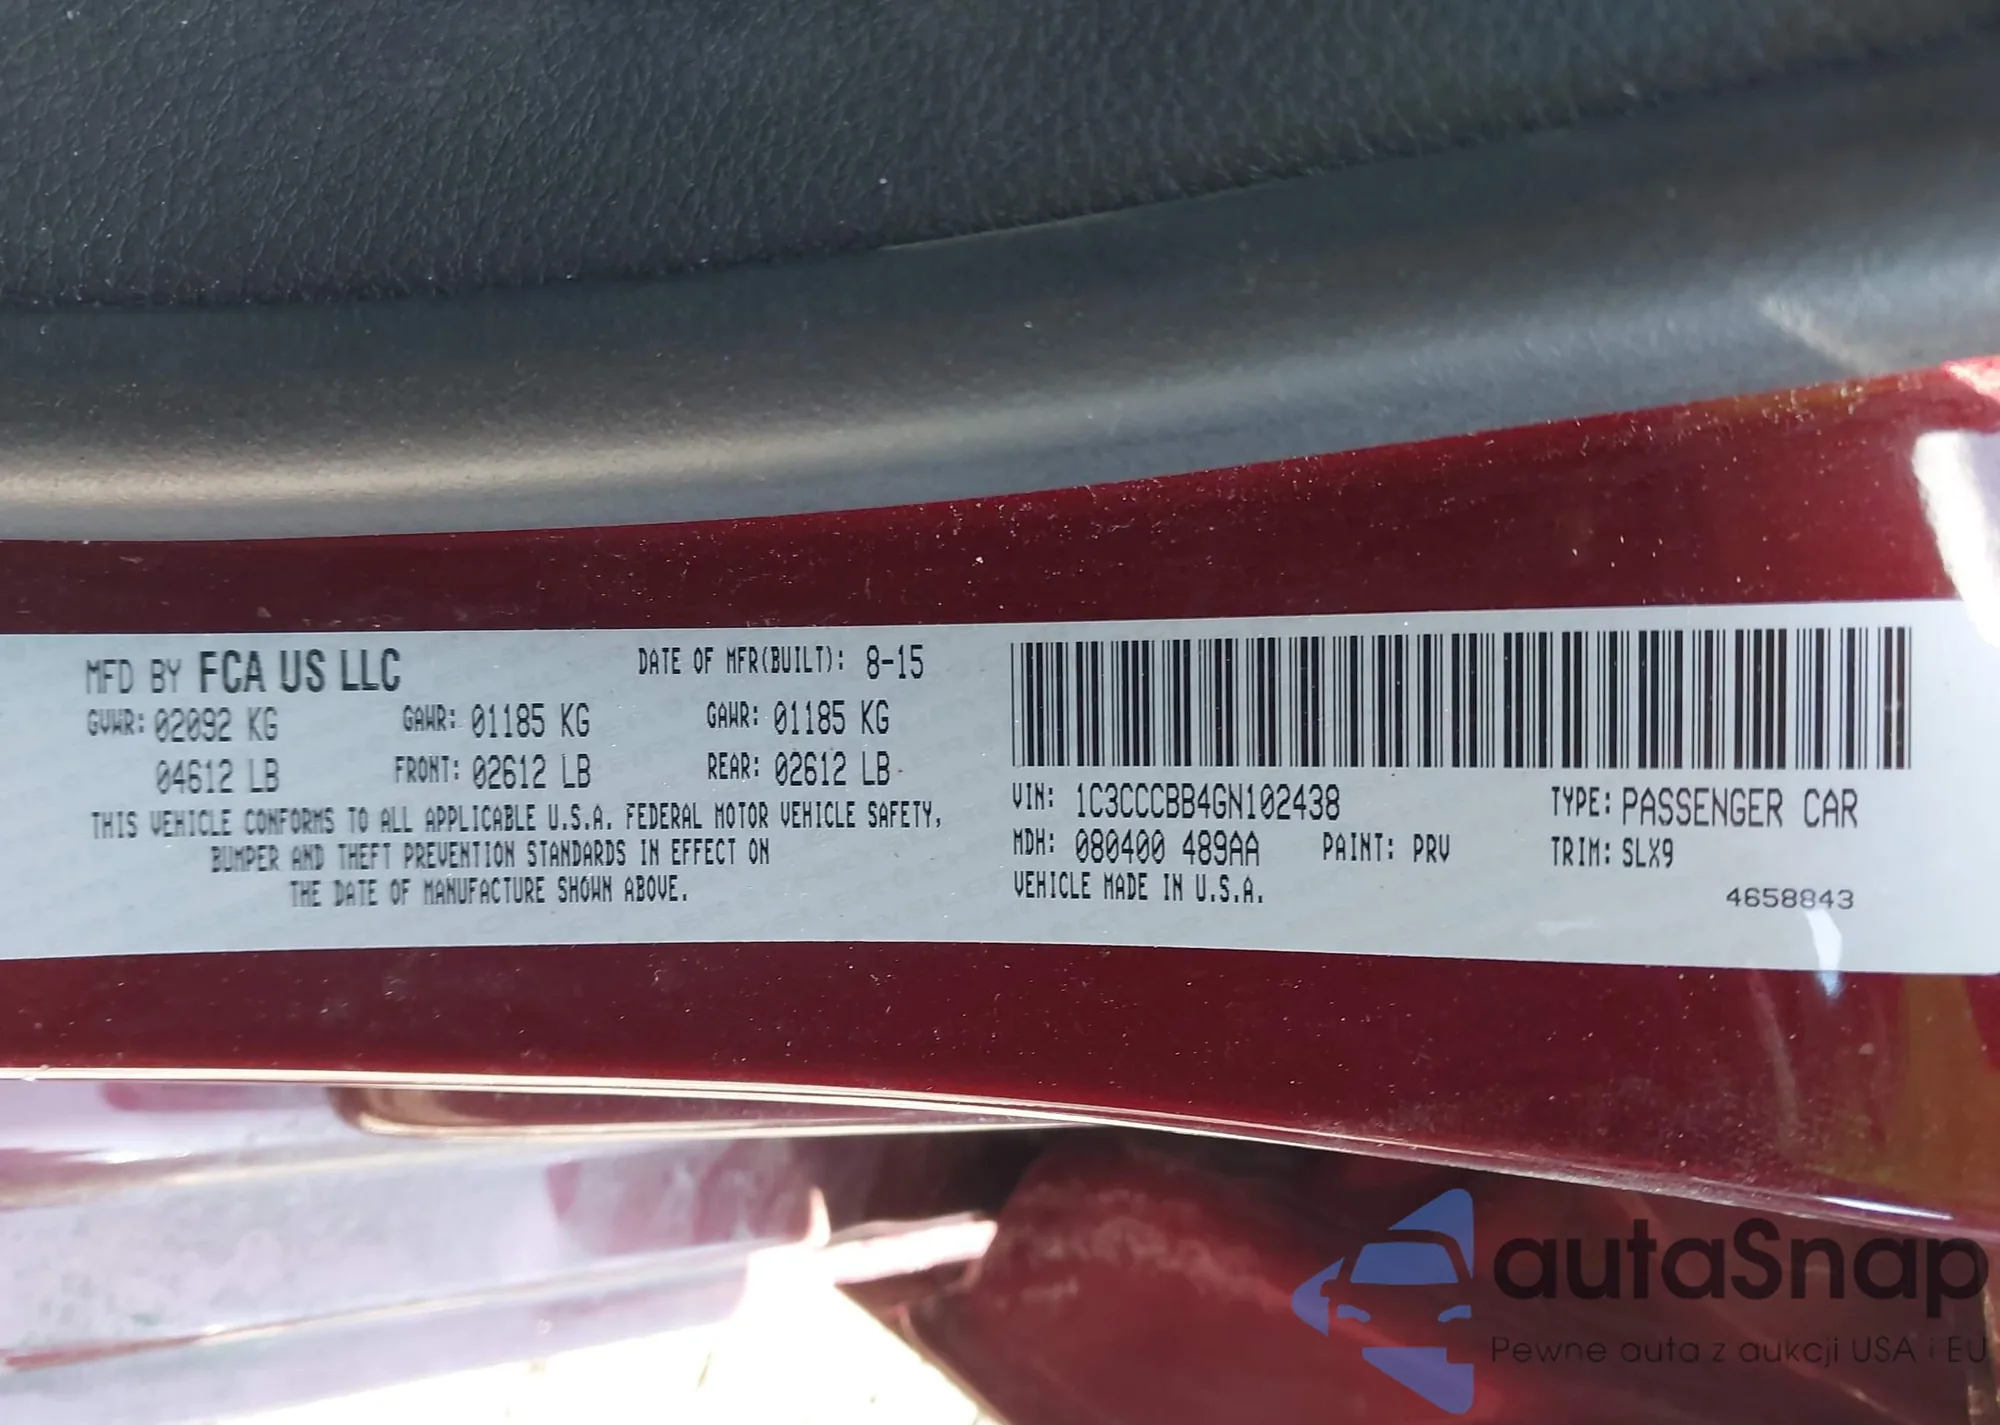 MFD BY FCA US LLC DATE OF MFR(BUILT): 8-15
GVWR: 02092 KG GAWR: 01185 KG GAWR: 01185 KG
04612 LB FRONT: 02612 LB REAR: 02612 LB
THIS VEHICLE CONFORMS TO ALL APPLICABLE U.S.A. FEDERAL MOTOR VEHICLE SAFETY,
BUMPER AND THEFT PREVENTION STANDARDS IN EFFECT ON
THE DATE OF MANUFACTURE SHOWN ABOVE.
VIN: 1C3CCCBB4GN102438 TYPE: PASSENGER CAR
MDH: 080400 489AA PAINT: PRV TRIM: SLX9
VEHICLE MADE IN U.S.A.
4658843
autaSnap
Pewne auta z aukcji USA i EU